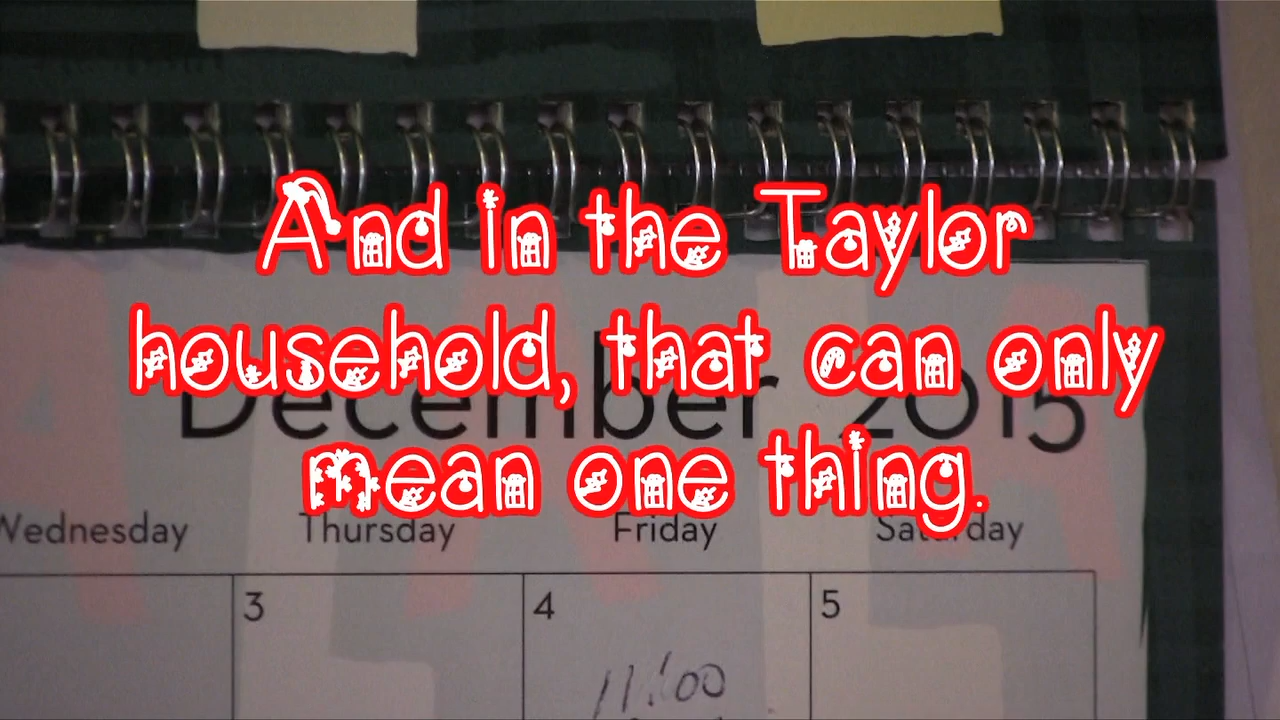 And in the Taylor
household, that can only
December 2015
mean one thing.
Wednesday Thursday Friday Saturday
3 4 5
11:00